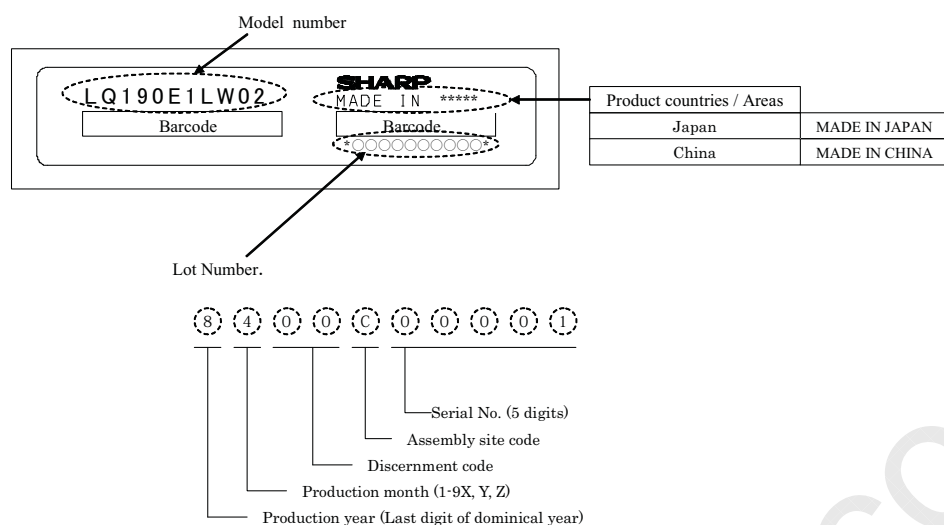 Model number
SHARP
LQ190E1LW02
MADE IN *****
Barcode
Barcode
*○○○○○○○○○○*
Product countries / Areas
Japan
MADE IN JAPAN
China
MADE IN CHINA
Lot Number.
8 4 0 0 C 0 0 0 0 1
Serial No. (5 digits)
Assembly site code
Discernment code
Production month (1-9X, Y, Z)
Production year (Last digit of dominical year)